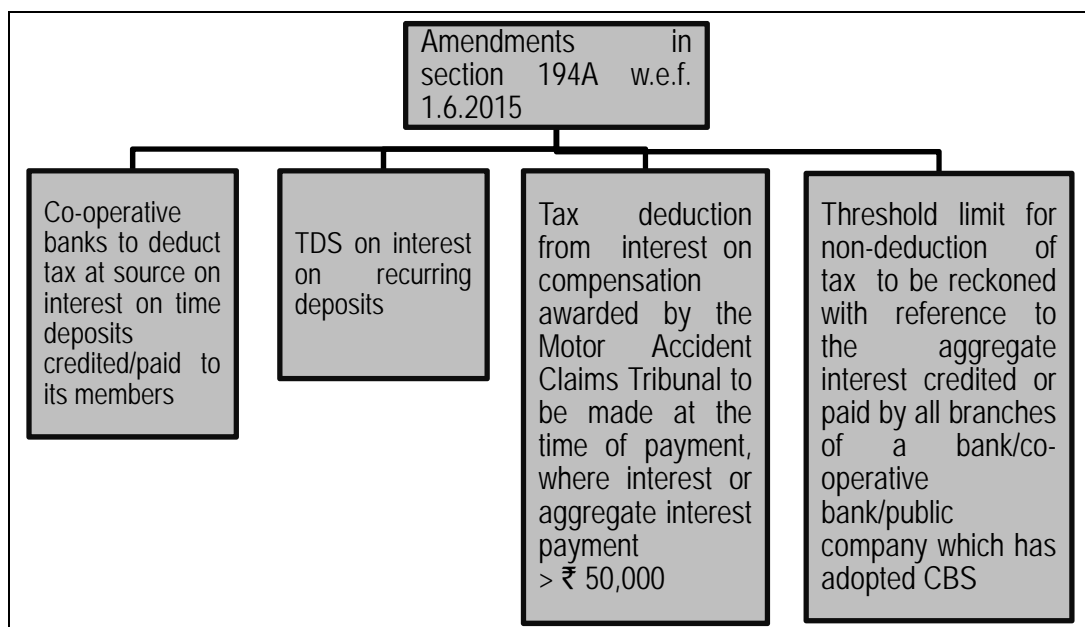 Amendments in
section 194A w.e.f.
1.6.2015
Co-operative
banks to deduct
tax at source on
interest on time
deposits
credited/paid to
its members
TDS on interest
on recurring
deposits
Tax deduction
from interest on
compensation
awarded by the
Motor Accident
Claims Tribunal to
be made at the
time of payment,
where interest or
aggregate interest
payment
> ₹ 50,000
Threshold limit for
non-deduction of
tax to be reckoned
with reference to
the aggregate
interest credited or
paid by all branches
of a bank/co-
operative
bank/public
company which has
adopted CBS